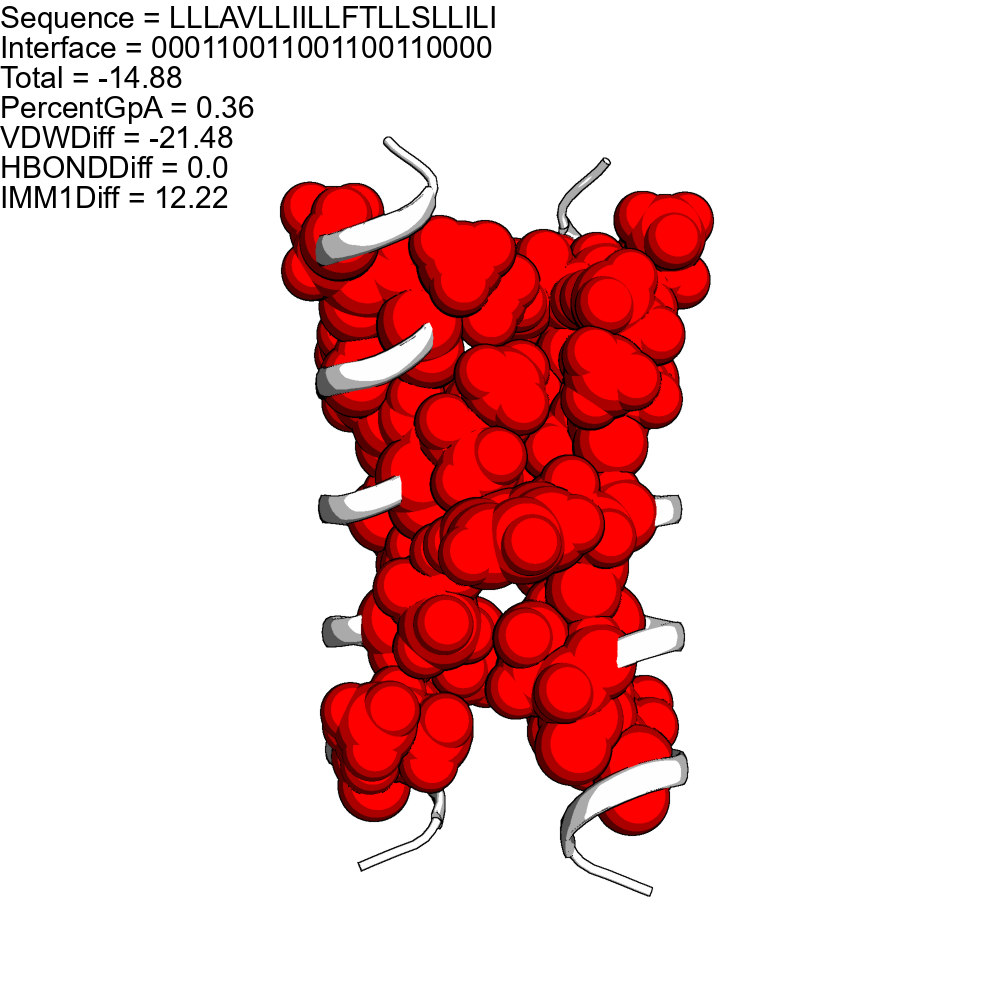 Sequence = LLLAVLLIILLFTLLSLLILI
Interface = 000110011001100110000
Total = -14.88
PercentGpA = 0.36
VDWDiff = -21.48
HBONDDiff = 0.0
IMM1Diff = 12.22